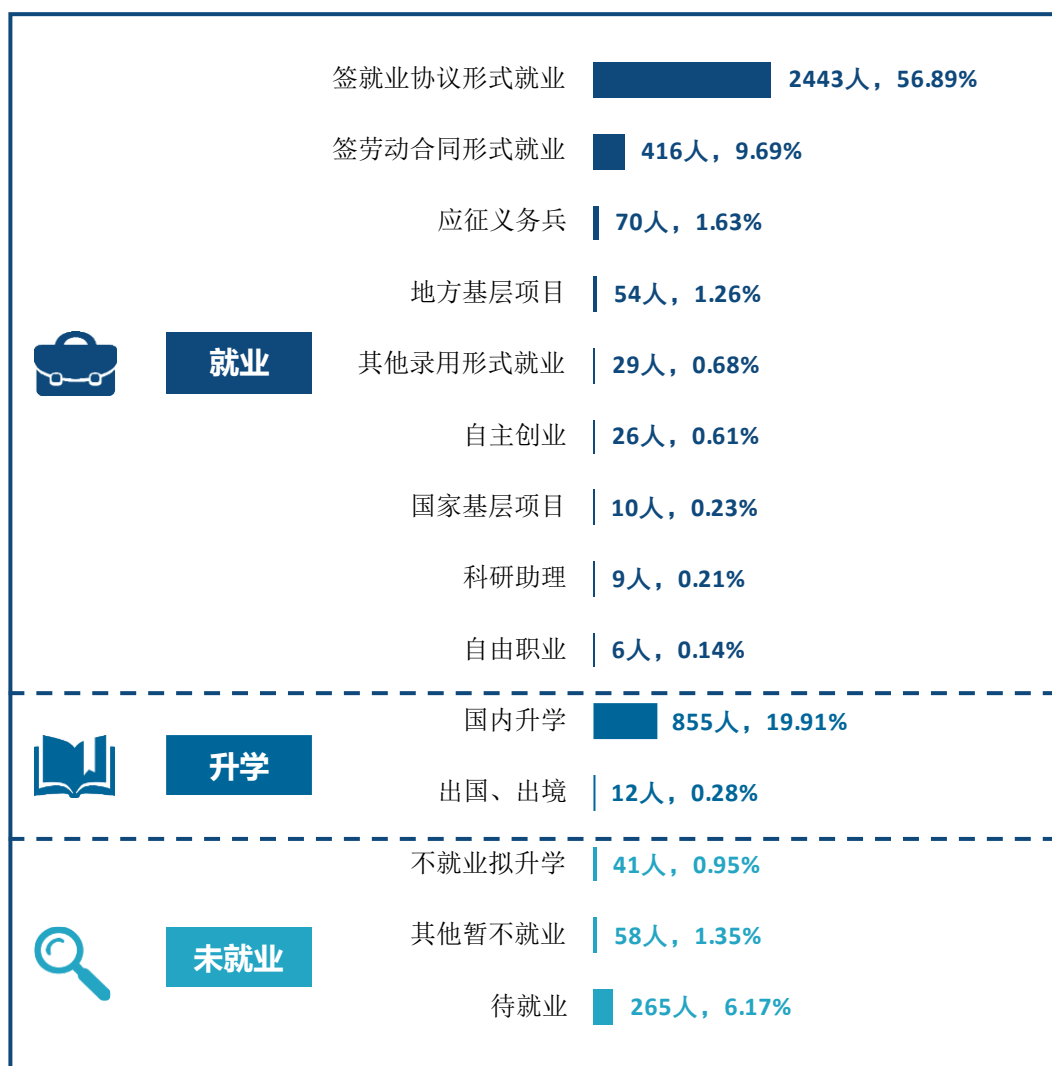 签就业协议形式就业 2443人，56.89%
签劳动合同形式就业 416人，9.69%
应征义务兵 70人，1.63%
地方基层项目 54人，1.26%
就业 其他录用形式就业 29人，0.68%
自主创业 26人，0.61%
国家基层项目 10人，0.23%
科研助理 9人，0.21%
自由职业 6人，0.14%
国内升学 855人，19.91%
升学
出国、出境 12人，0.28%
不就业拟升学 41人，0.95%
其他暂不就业 58人，1.35%
未就业
待就业 265人，6.17%